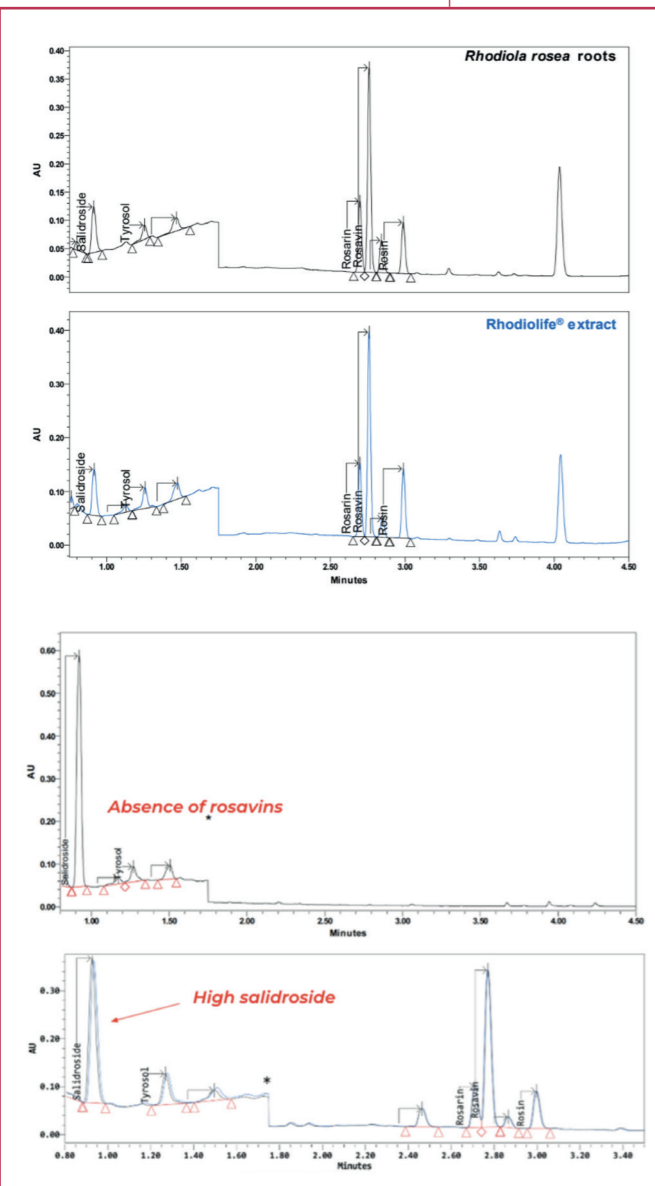 Rhodiola rosea roots
0.40
0.35
0.30
0.25
0.20
0.15
0.10
0.05
0.00
AU
Salidroside
Tyrosol
Rosarin
Rosavin
Rosin
Rhodiolife® extract
0.40
0.30
0.20
0.10
0.00
AU
Salidroside
Tyrosol
Rosarin
Rosavin
Rosin
1.00 1.50 2.00 2.50 3.00 3.50 4.00 4.50
Minutes
0.60
0.50
0.40
0.30
0.20
0.10
0.00
AU
Salidroside
Tyrosol
Absence of rosavins
*
1.00 1.50 2.00 2.50 3.00 3.50 4.00 4.50
Minutes
0.30
0.20
0.10
0.00
AU
High salidroside
Salidroside
Tyrosol
*
Rosarin
Rosavin
Rosin
0.80 1.00 1.20 1.40 1.60 1.80 2.00 2.20 2.40 2.60 2.80 3.00 3.20 3.40
Minutes